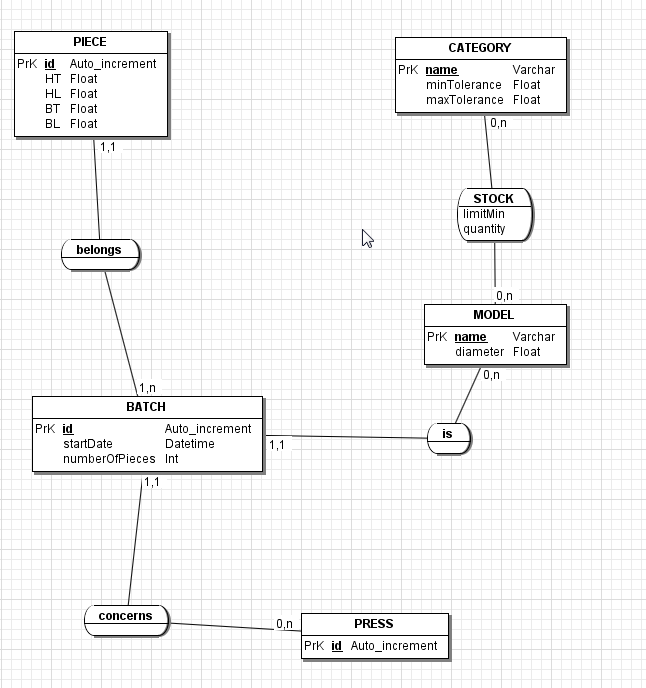 PIECE
PrK id Auto_increment
HT Float
HL Float
BT Float
BL Float
1,1
belongs
1,n
BATCH
PrK id Auto_increment
startDate Datetime
numberOfPieces Int
1,1
1,1
concerns
0,n
PRESS
PrK id Auto_increment
CATEGORY
PrK name Varchar
minTolerance Float
maxTolerance Float
0,n
STOCK
limitMin
quantity
0,n
MODEL
PrK name Varchar
diameter Float
0,n
is